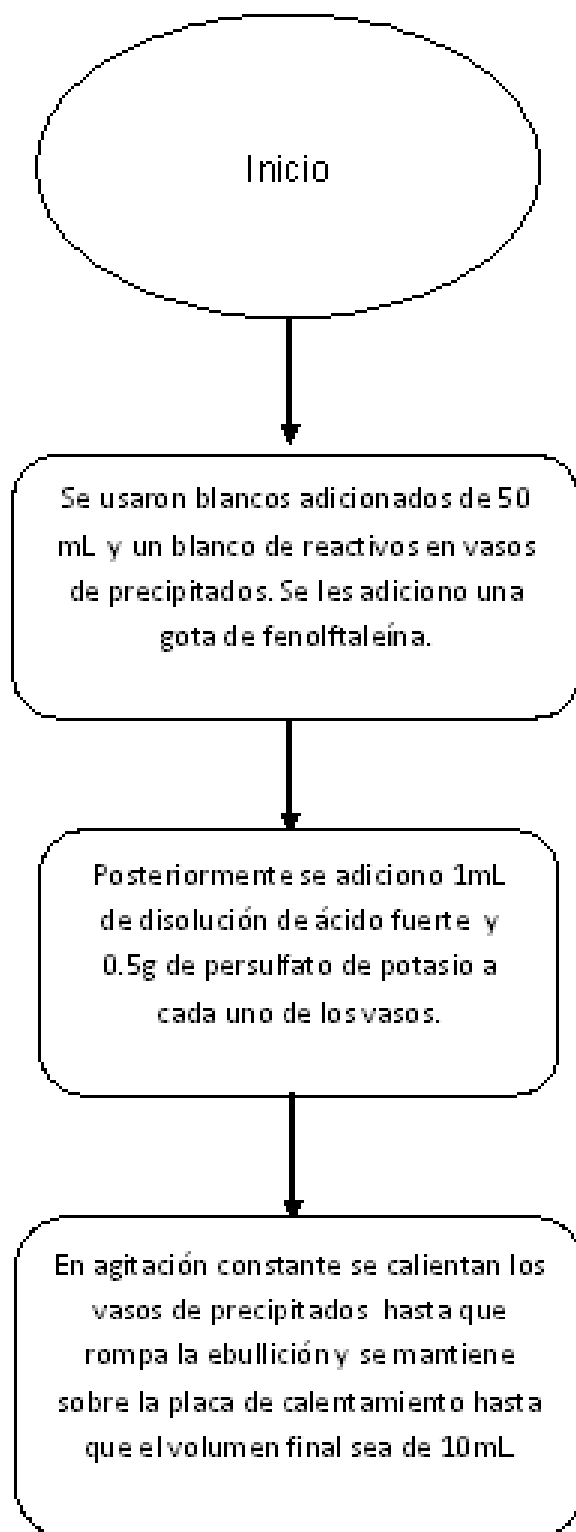 Inicio
Se usaron blancos adicionados de 50
mL y un blanco de reactivos en vasos
de precipitados. Se les adiciono una
gota de fenolftaleína.
Posteriormente se adiciono 1mL
de disolución de ácido fuerte y
0.5g de persulfato de potasio a
cada uno de los vasos.
En agitación constante se calientan los
vasos de precipitados hasta que
rompa la ebullición y se mantiene
sobre la placa de calentamiento hasta
que el volumen final sea de 10mL